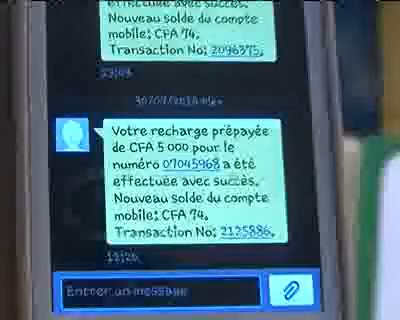 effectuée avec succès.
Nouveau solde du compte
mobile: CFA 74.
Transaction No: 2096375.
Votre recharge prépayée
de CFA 5 000 pour le
numéro 07045968 a été
effectuée avec succès.
Nouveau solde du compte
mobile: CFA 74.
Transaction No: 2125886.
Entrer un message